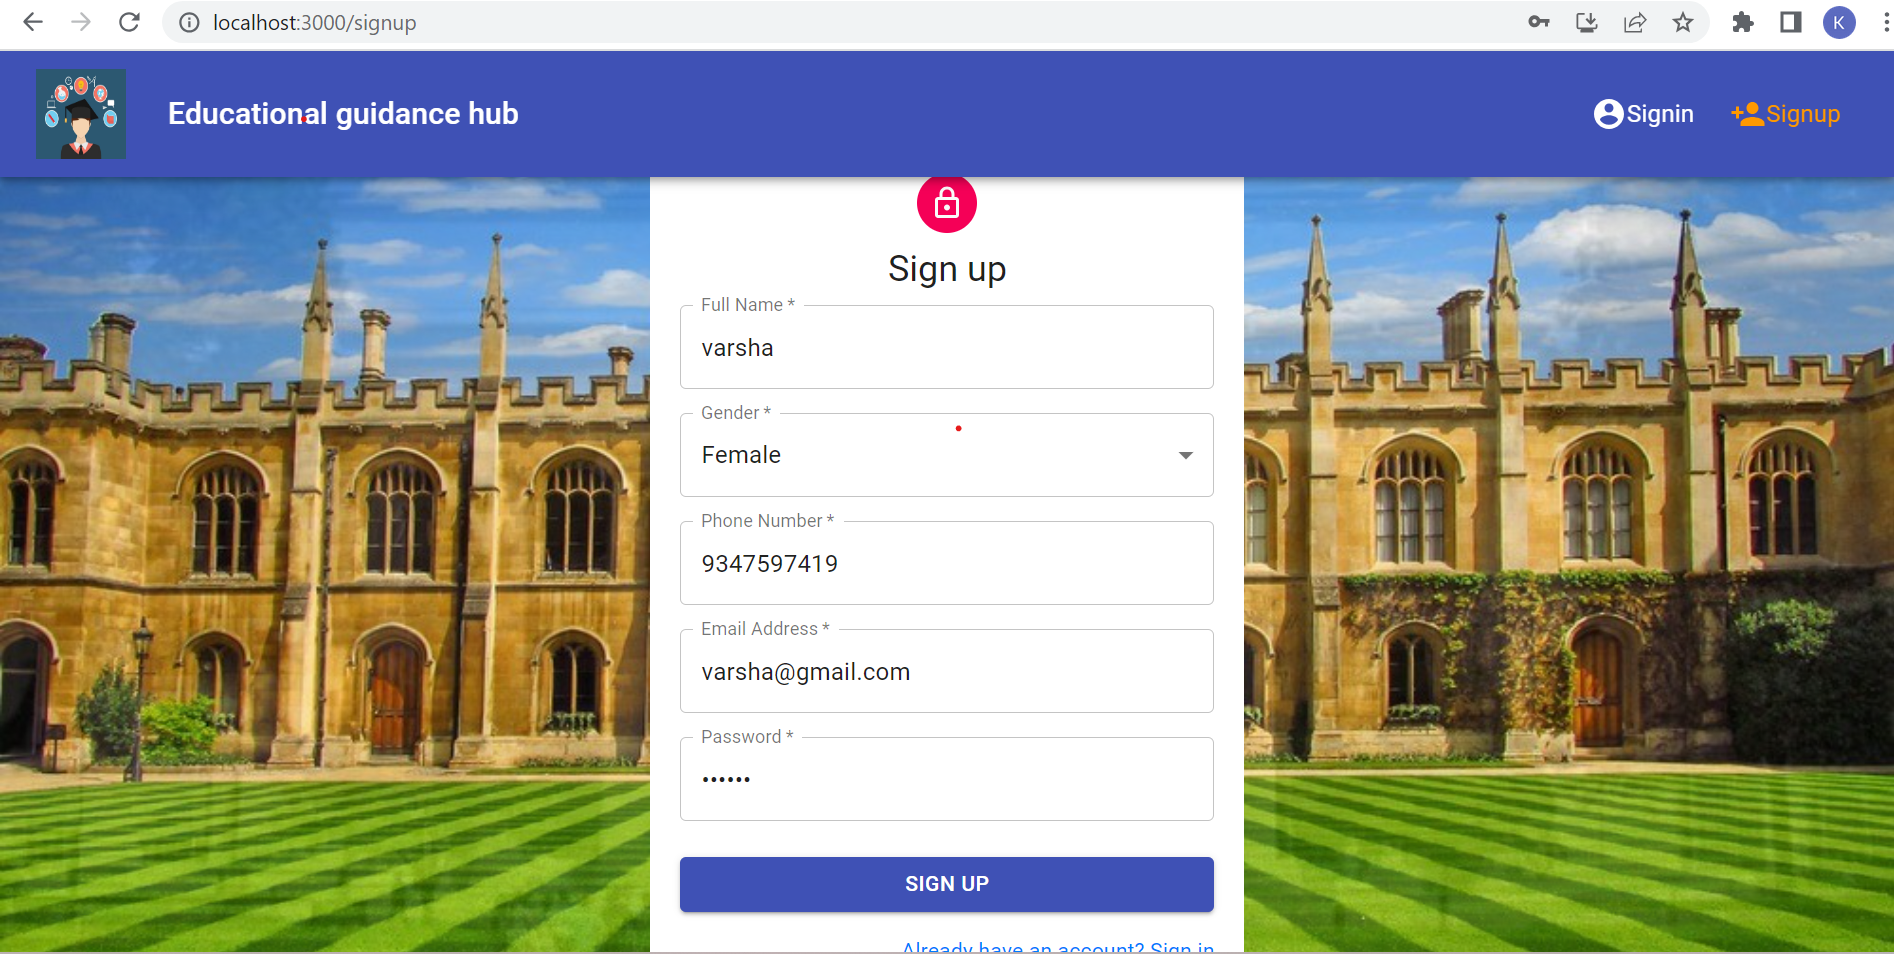 localhost:3000/signup
K
Educational guidance hub
Signin
Signup
Sign up
Full Name *
varsha
Gender *
Female
Phone Number *
9347597419
Email Address *
varsha@gmail.com
Password *
••••••
SIGN UP
Already have an account? Sign in